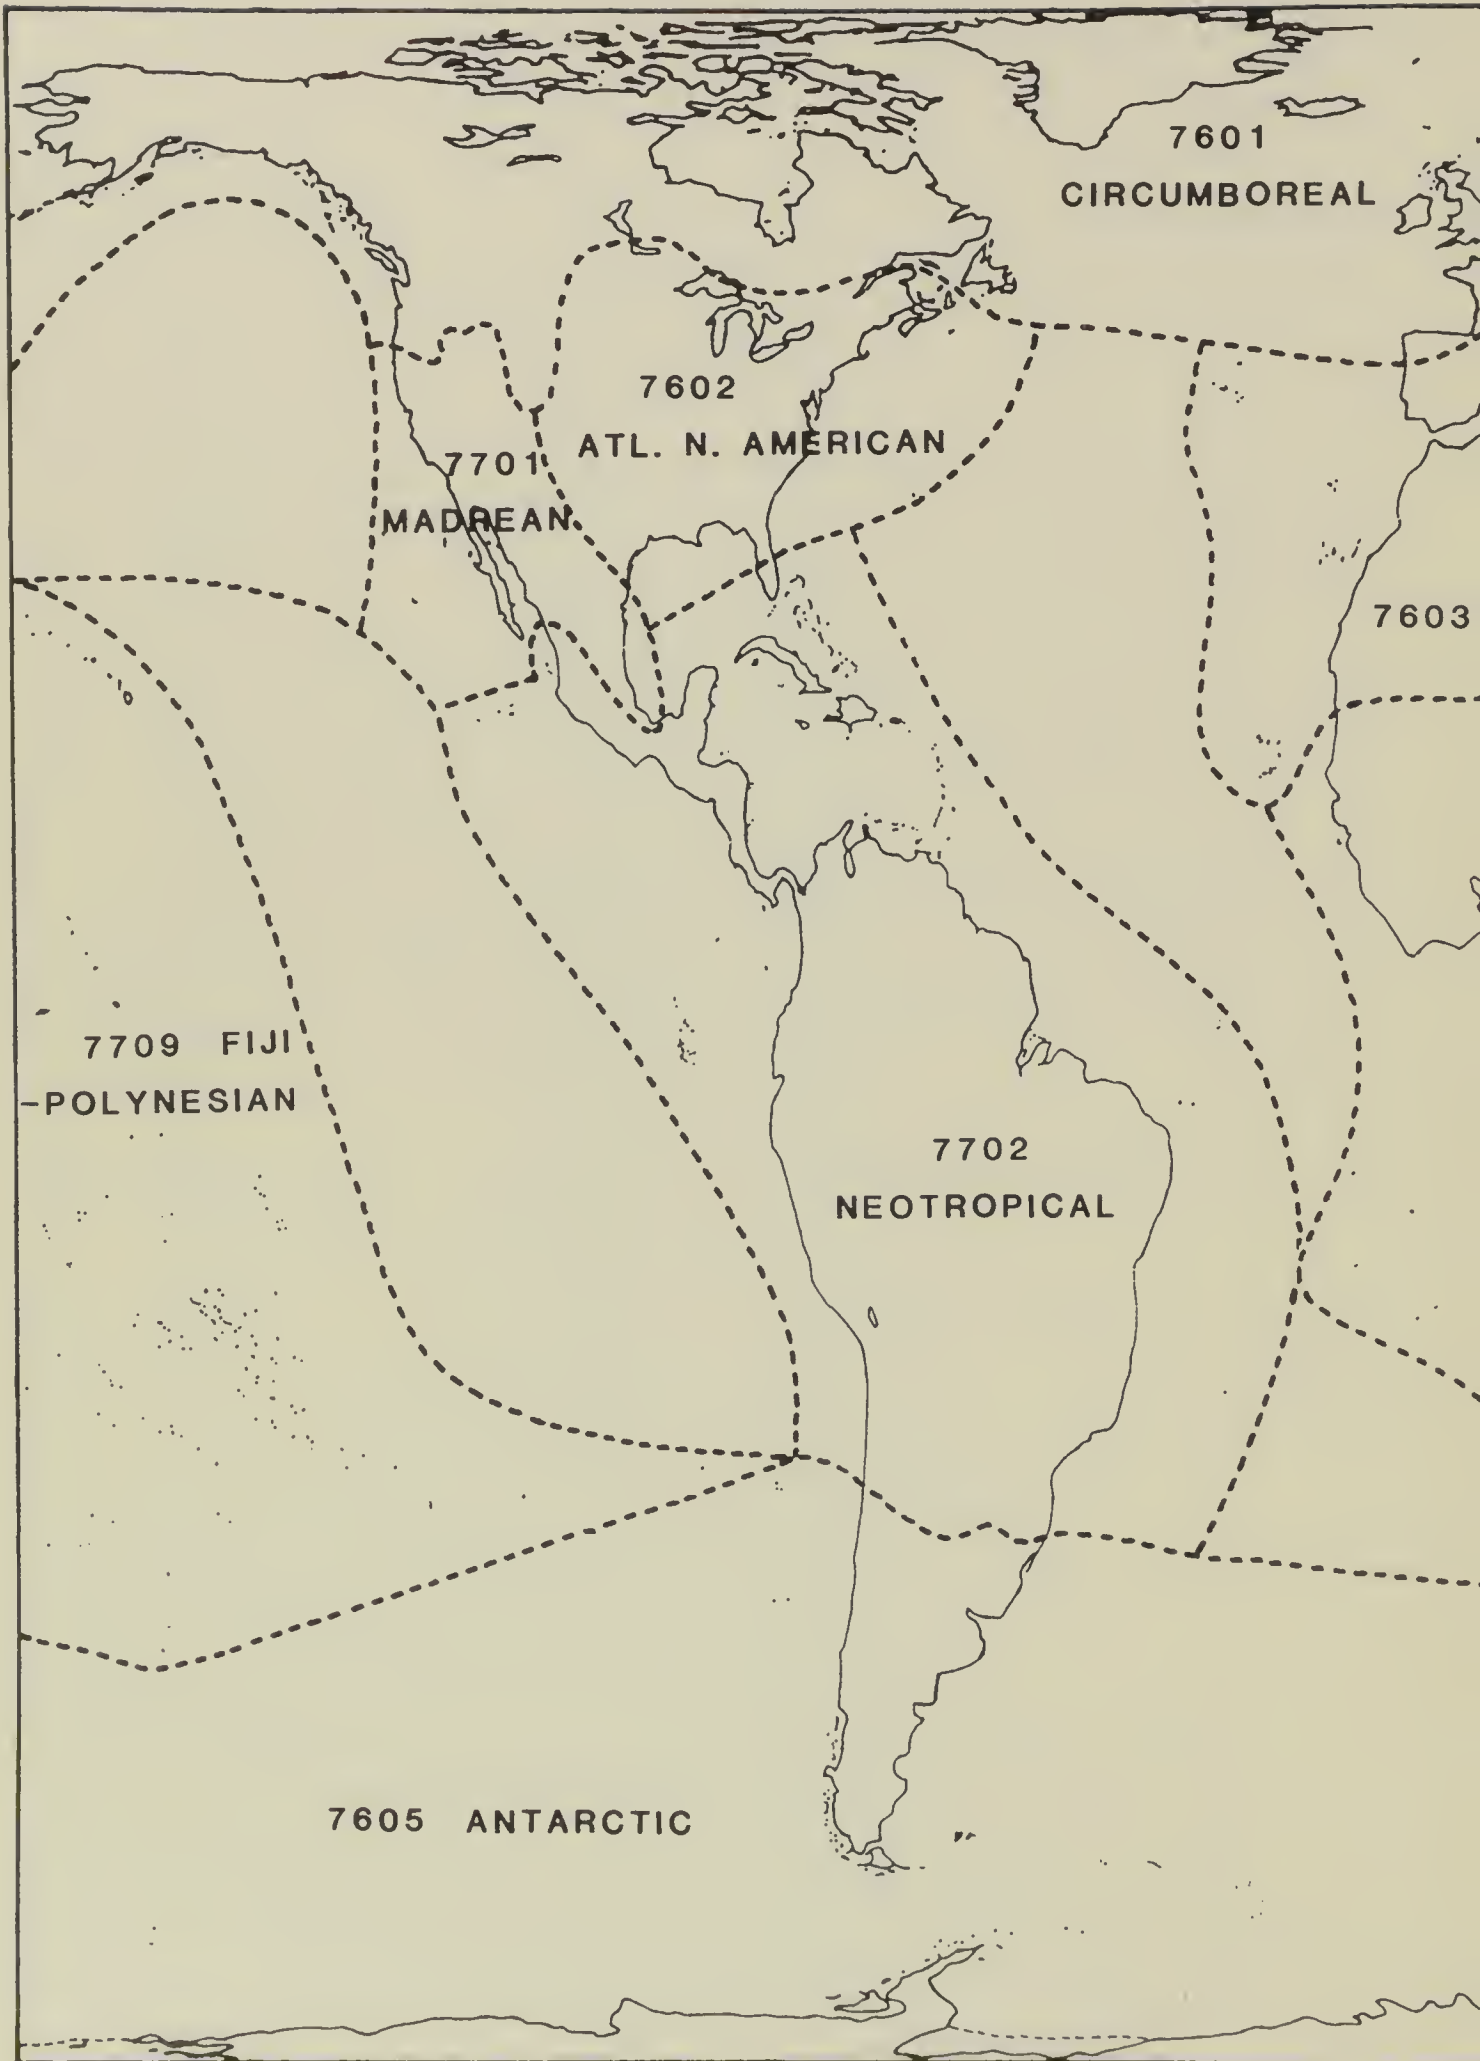 7601
CIRCUMBOREAL
7602
ATL. N. AMERICAN
7701
MADREAN
7603
7709 FIJI
-POLYNESIAN
7702
NEOTROPICAL
7605 ANTARCTIC